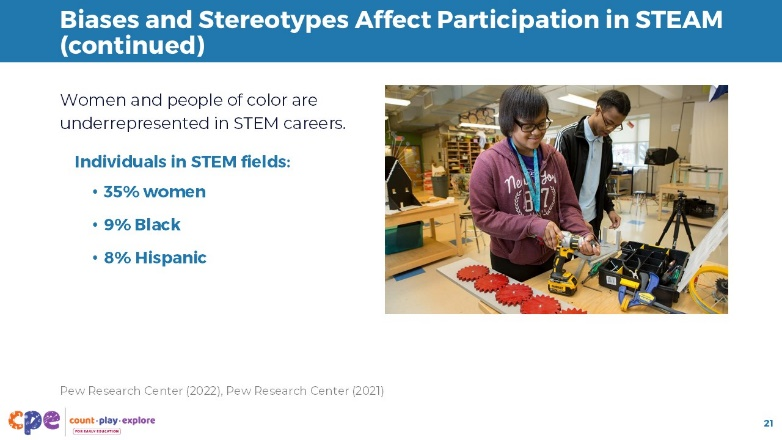 Biases and Stereotypes Affect Participation in STEAM
(continued)
Women and people of color are
underrepresented in STEM careers.
Individuals in STEM fields:
• 35% women
• 9% Black
• 8% Hispanic
Pew Research Center (2022), Pew Research Center (2021)
cpe
count·play·explore
FOR EARLY EDUCATION
21